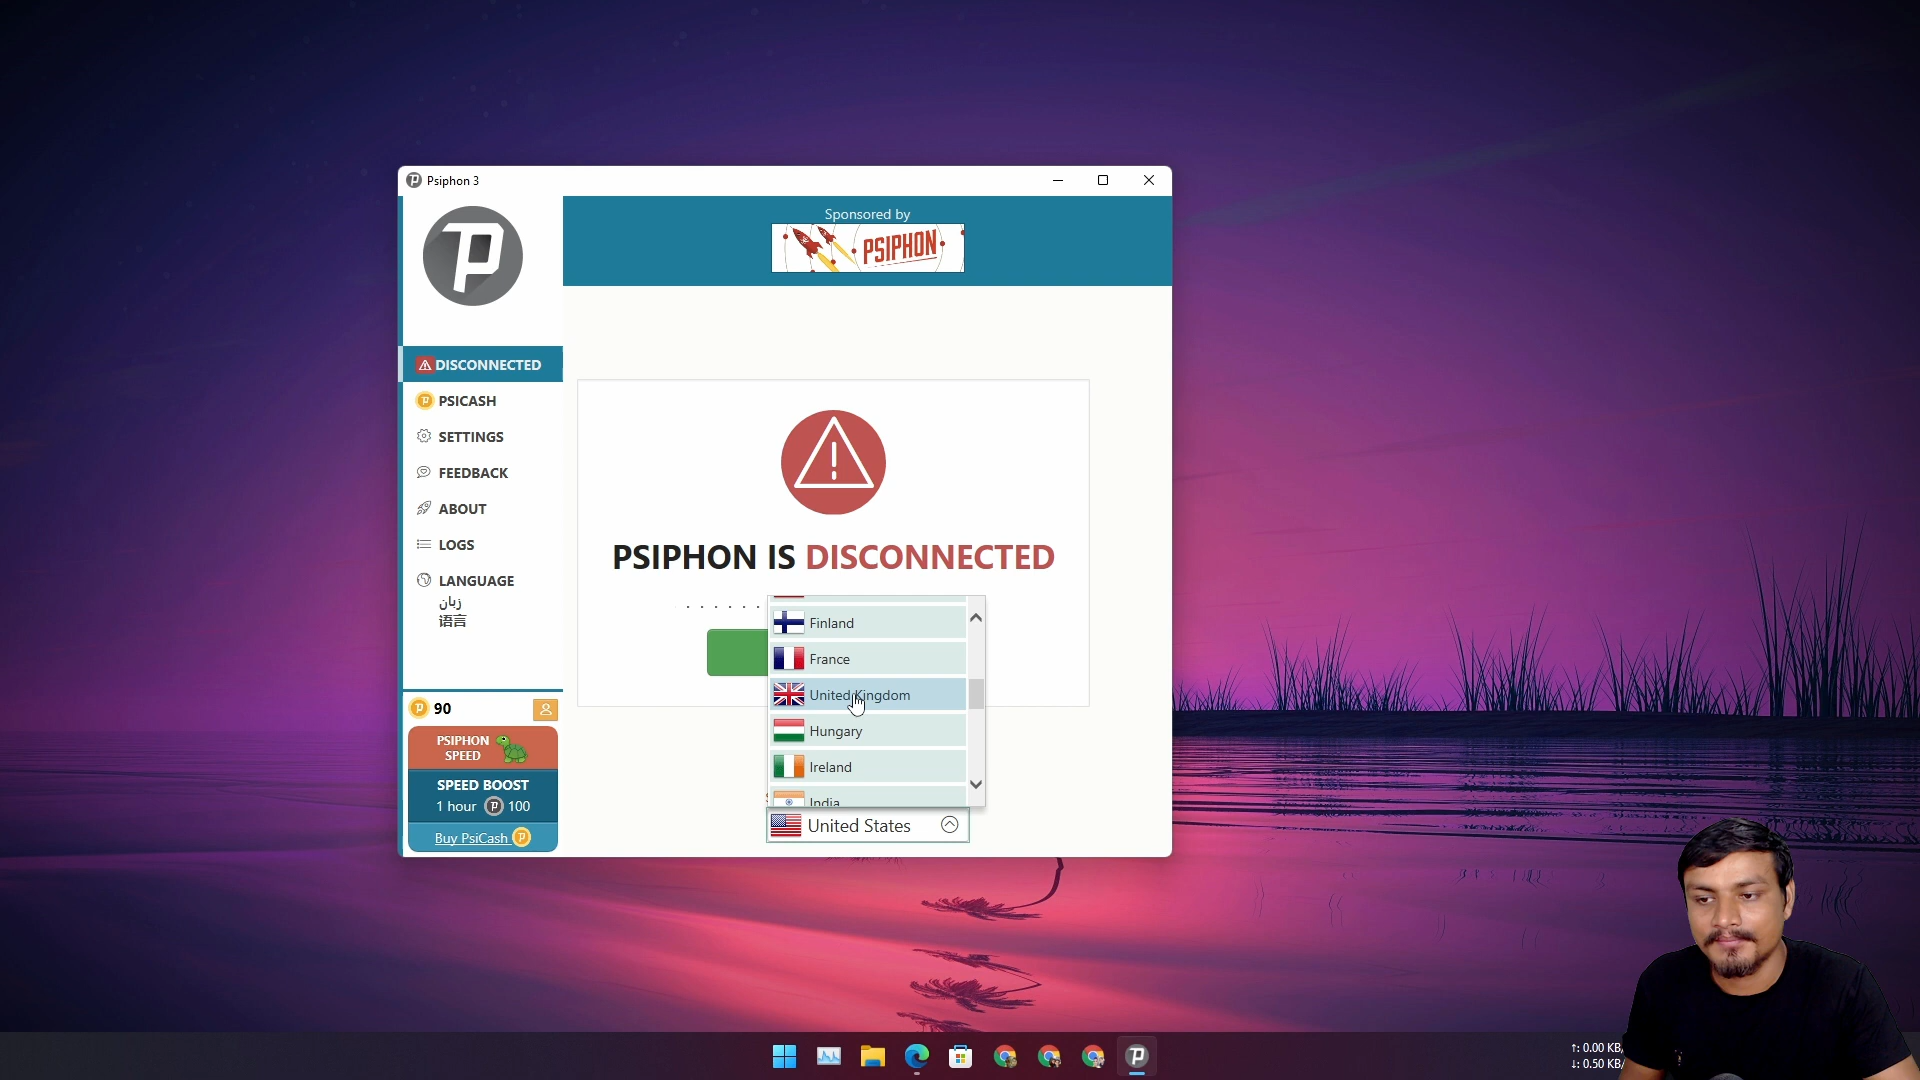 Psiphon 3
Sponsored by
PSIPHON
DISCONNECTED
PSICASH
SETTINGS
FEEDBACK
ABOUT
LOGS
LANGUAGE
زبان
语言
90
PSIPHON
SPEED
SPEED BOOST
1 hour 100
Buy PsiCash
PSIPHON IS DISCONNECTED
Finland
France
United Kingdom
Hungary
Ireland
India
United States
↑: 0.00 KB/
↓: 0.50 KB/